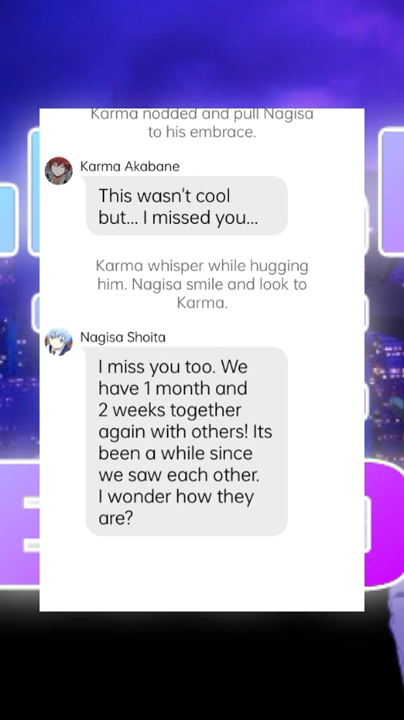 Karma nodded and pull Nagisa
to his embrace.
Karma Akabane
This wasn't cool
but... I missed you...
Karma whisper while hugging
him. Nagisa smile and look to
Karma.
Nagisa Shoita
I miss you too. We
have 1 month and
2 weeks together
again with others! Its
been a while since
we saw each other.
I wonder how they
are?